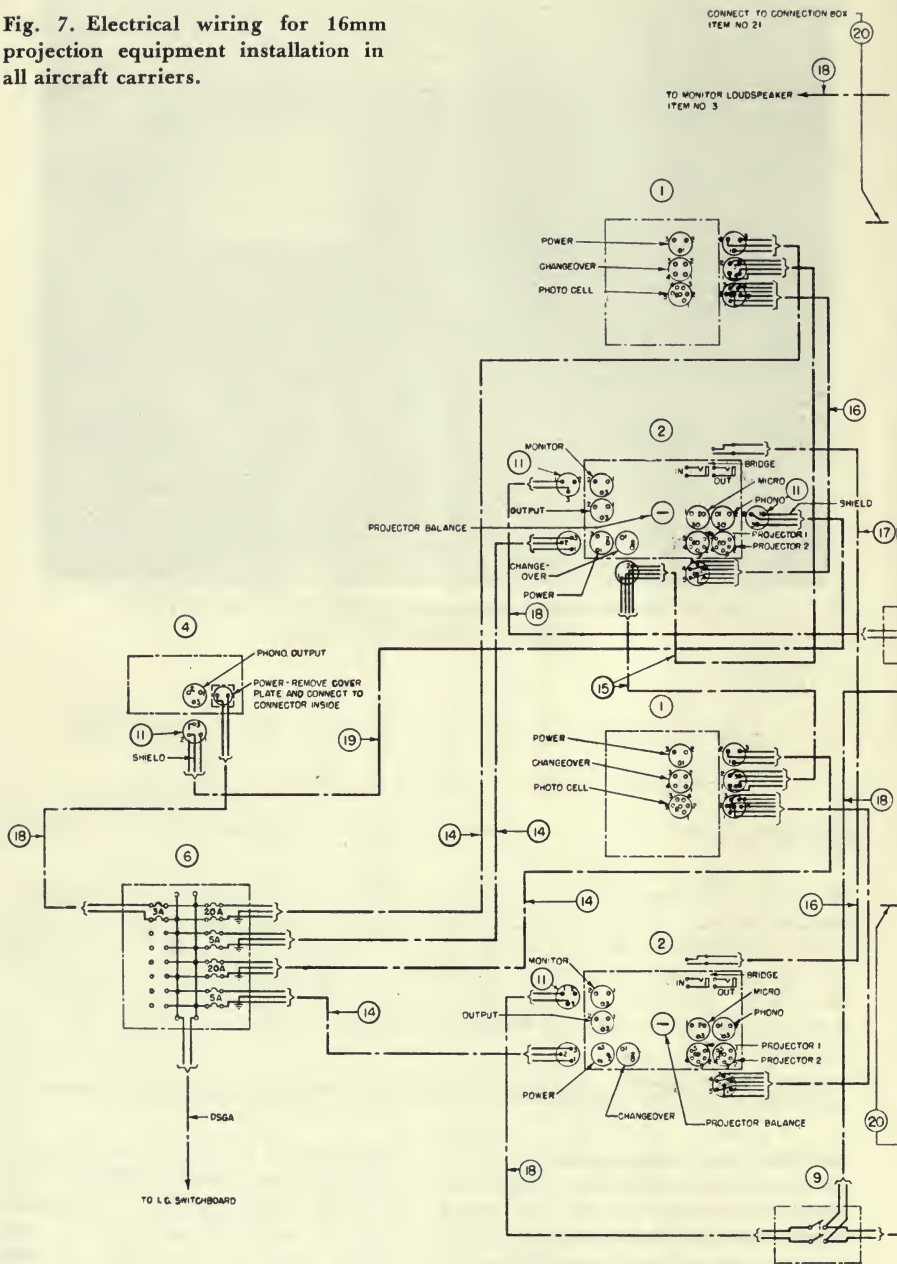 Fig. 7. Electrical wiring for 16mm
projection equipment installation in
all aircraft carriers.
CONNECT TO CONNECTION BOX
ITEM NO 21
20
18
TO MONITOR LOUDSPEAKER
ITEM NO 3
1
POWER
CHANGEOVER
PHOTO CELL
16
2
MONITOR
11
IN
BRIDGE
OUT
MICRO
PHONO
11
SHIELD
OUTPUT
PROJECTOR BALANCE
PROJECTOR 1
PROJECTOR 2
17
CHANGE-
OVER
POWER
18
4
PHONO. OUTPUT
POWER-REMOVE COVER
PLATE AND CONNECT TO
CONNECTOR INSIDE
15
11
SHIELD
19
1
POWER
CHANGEOVER
PHOTO CELL
18
14
14
18
6
3A
20A
5A
20A
5A
14
16
2
MONITOR
11
IN
BRIDGE
OUT
MICRO
PHONO
OUTPUT
14
PROJECTOR 1
PROJECTOR 2
POWER
CHANGEOVER
PROJECTOR BALANCE
DSGA
20
18
9
TO I.C. SWITCHBOARD